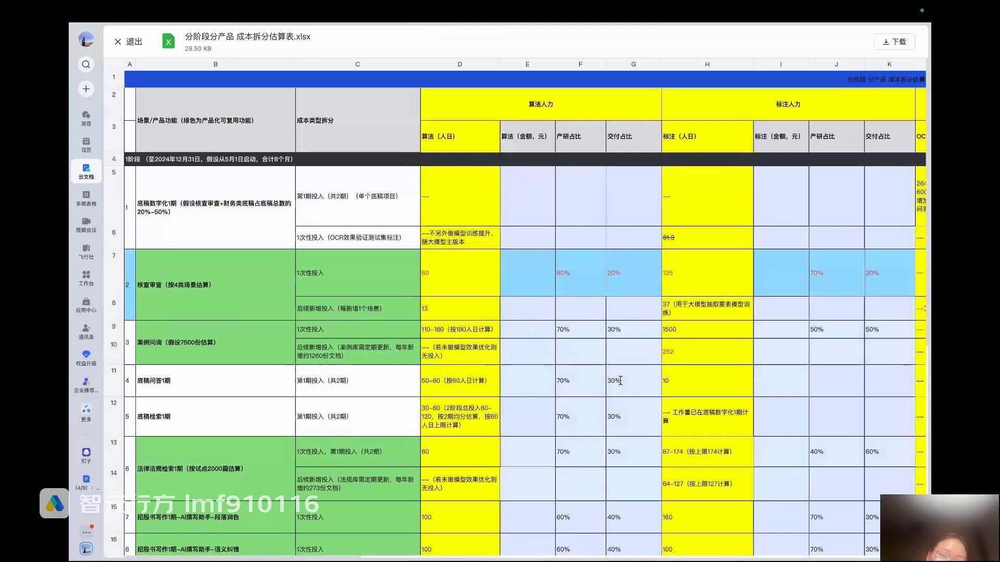 退出
分阶段分产品 成本拆分估算表.xlsx
28.50 KB
下载
A B C D E F G H I J K
1 分阶段 分产品 成本拆分估算
2 场景/产品功能（绿色为产品化可复用功能） 成本类型拆分 算法人力 标注人力
3 算法（人日） 算法（金额，元） 产研占比 交付占比 标注（人日） 标注（金额，元） 产研占比 交付占比 OC
4 1阶段 （至2024年12月31日，假设从5月1日启动，合计8个月）
5
1 底稿数字化1期（假设核查审查+财务类底稿占底稿总数的
20%-50%）
第1期投入（共2期）（单个底稿项目） -- --
264
600
增加
问答
6 1次性投入（OCR效果验证测试集标注）
--不另外做模型训练提升，
随大模型主版本
61.3 --
7
2 核查审查（按4类场景估算）
1次性投入 50 80% 20% 125 70% 30% --
8 后续新增投入（每新增1个场景） 13
37（用于大模型抽取要素模型训
练）
9
3 案例问询（假设7500份估算）
1次性投入 110-180（按180人日计算） 70% 30% 1500 50% 50% --
10
后续新增投入（案例库需定期更新，每年新
增约1260份文档）
--（若未做模型效果优化则
无投入）
252 --
11
4 底稿问答1期 第1期投入（共2期） 50-60（按60人日计算） 70% 30% 10 --
12
5 底稿检索1期 第1期投入（共2期）
30-60（2阶段总投入60-
120，按2期均分估算，按60
人日上限计算）
70% 30%
-- 工作量已在底稿数字化1期计
算
--
13
6 法律法规检索1期（按试点2000篇估算）
1次性投入，第1期投入（共2期） 60 70% 30% 87-174（按上限174计算） 40% 60% --
14
后续新增投入（法规库需定期更新，每年新
增约273份文档）
--（若未做模型效果优化则
无投入）
64-127（按上限127计算） --
15
7 招股书写作1期-AI撰写助手-段落润色 1次性投入 100 60% 40% 160 70% 30%
16
8 招股书写作1期-AI撰写助手-语义纠错 1次性投入 100 60% 40% 100 70% 30%
消息
25
日历
云文档
多维表格
视频会议
飞行社
工作台
应用中心
通讯录
权益升级
企业推荐...
更多
扣子
(4/9) : ...
智元行方 lmf910116